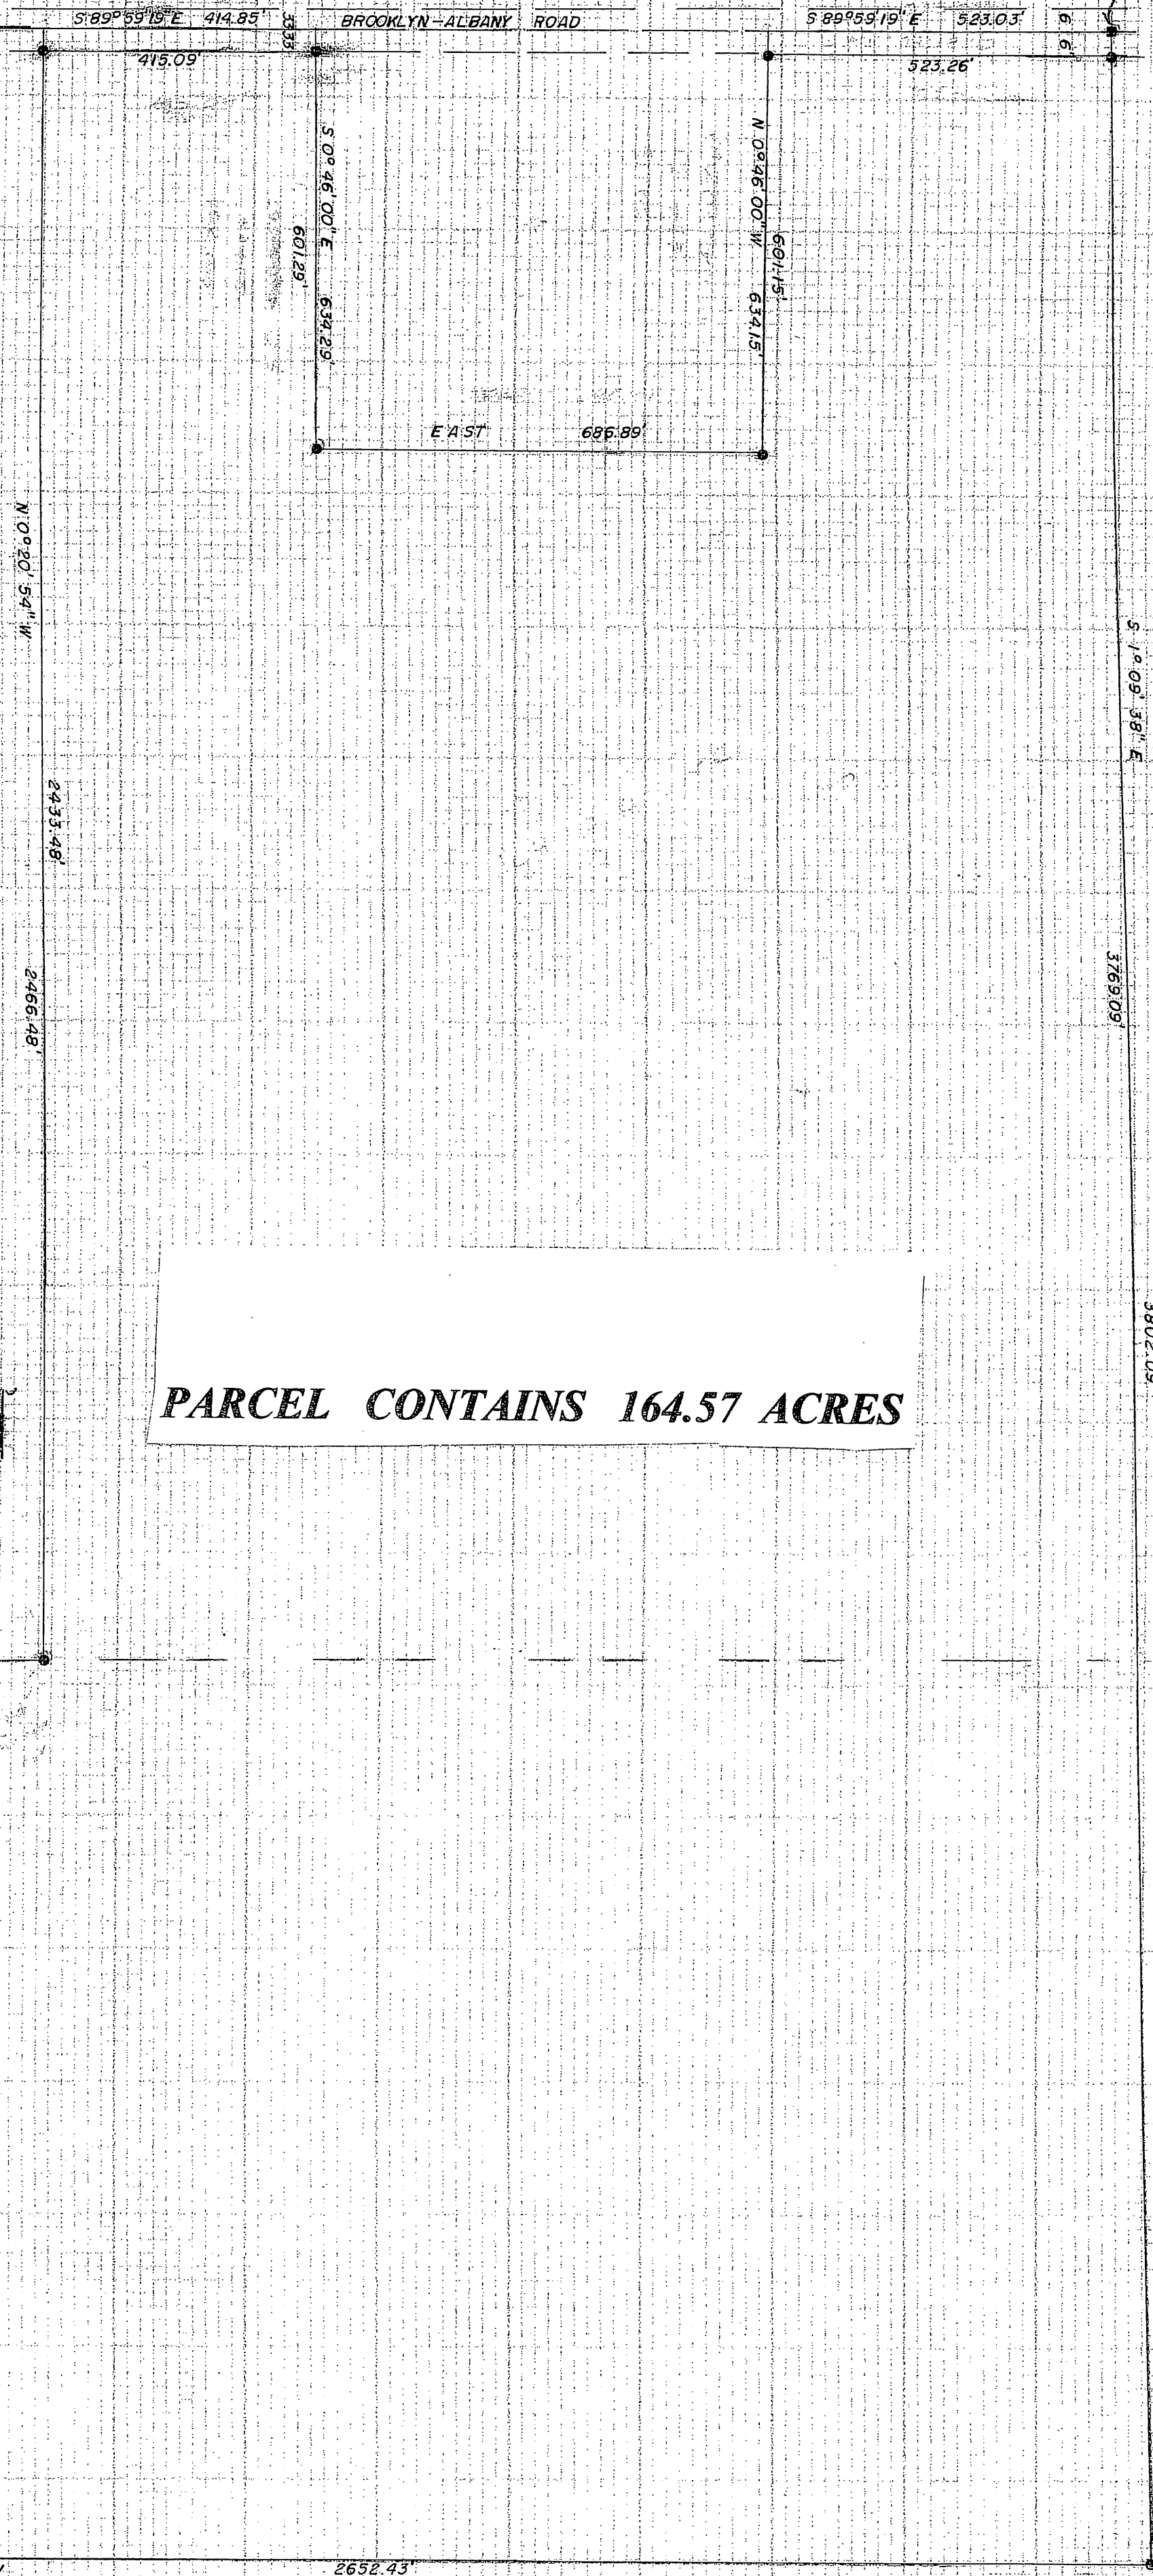 S 89° 59' 19" E 414.85' 33 33 BROOKLYN-ALBANY ROAD S 89° 59' 19" E 523.03'
415.09' 523.26'
S 0° 46' 00" E 634.29'
601.29'
N 0° 46' 00" W 634.15'
601.15'
EAST 686.89'
N 0° 20' 54" W 2466.48'
2433.48'
S 1° 09' 38" E
3769.09'
PARCEL CONTAINS 164.57 ACRES
2652.43'